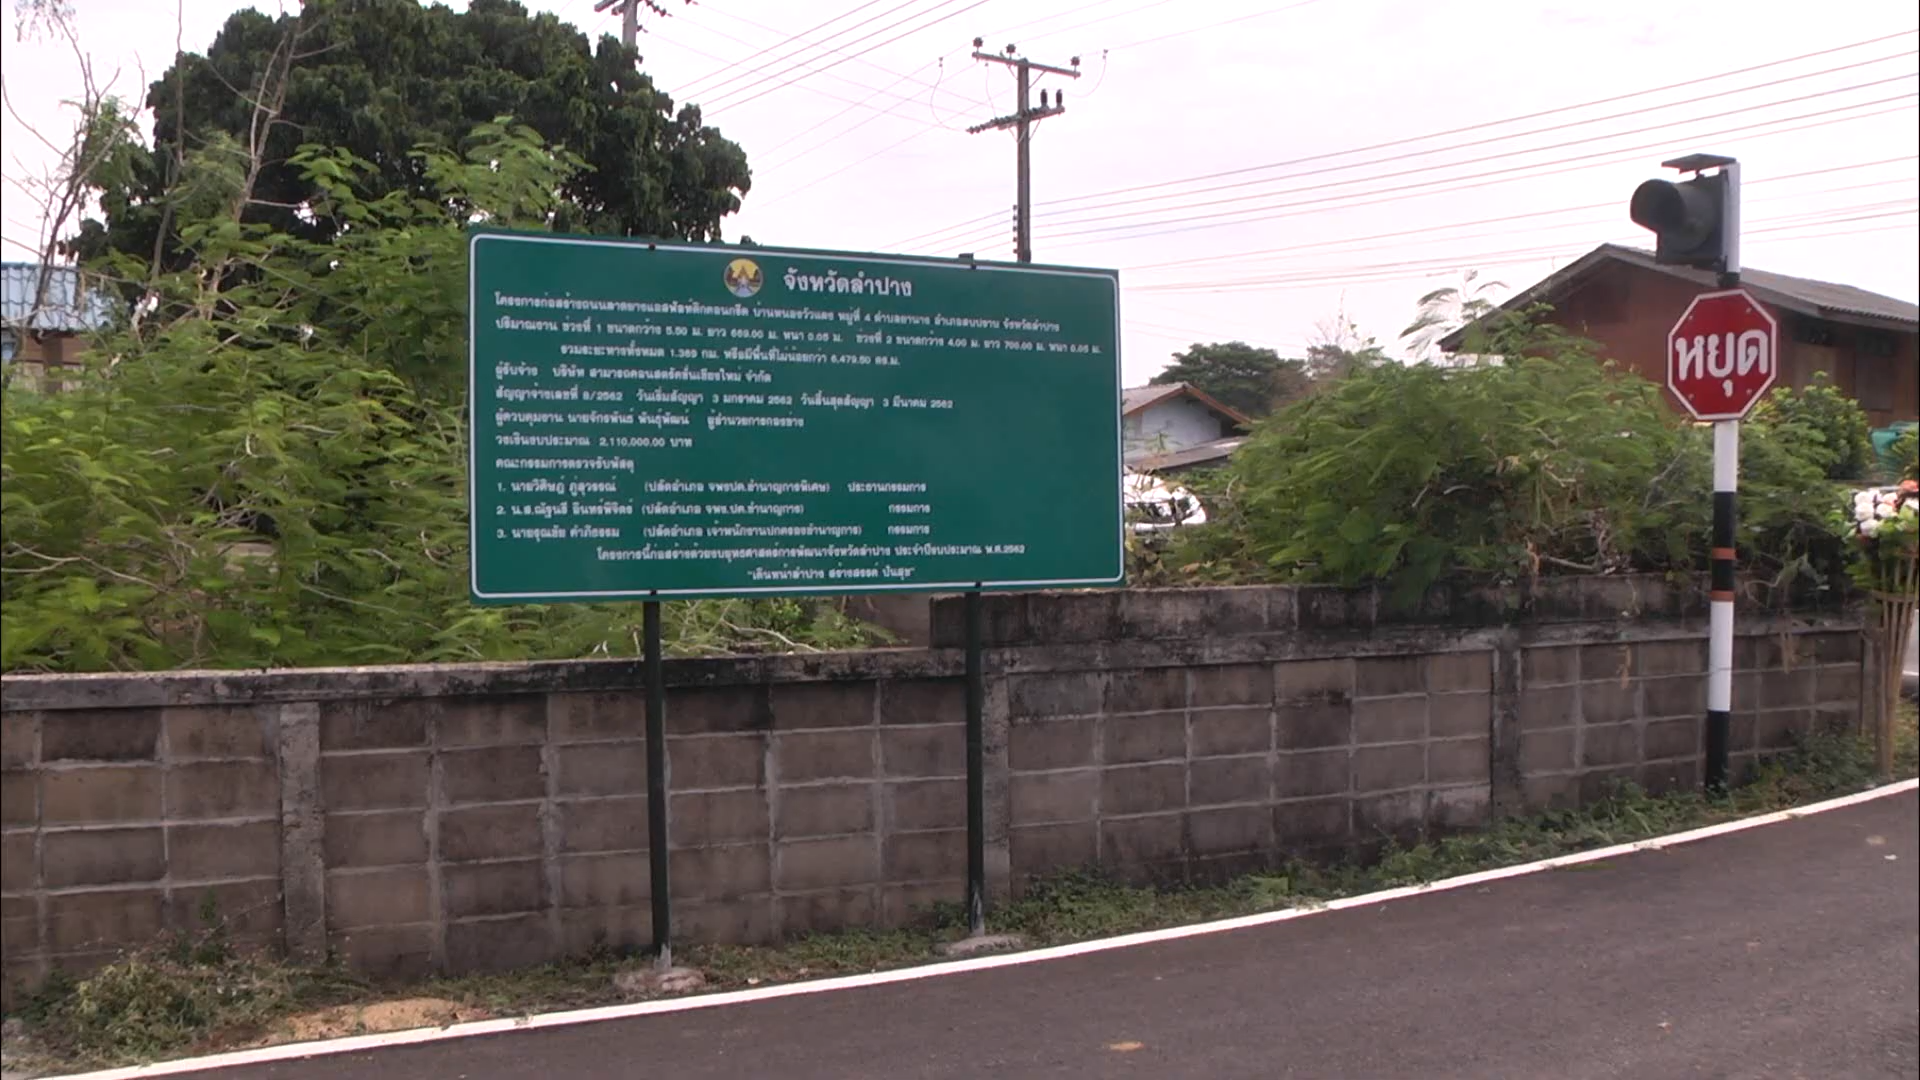 จังหวัดลำปาง
โครงการก่อสร้างถนนลาดยางแอสฟัลท์ติกคอนกรีต บ้านหนองวัวแดง หมู่ที่ 4 ตำบลยางาง อำเภอสบปราบ จังหวัดลำปาง
ปริมาณงาน ช่วงที่ 1 ขนาดกว้าง 5.50 ม. ยาว 669.00 ม. หนา 0.05 ม. ช่วงที่ 2 ขนาดกว้าง 4.00 ม. ยาว 700.00 ม. หนา 0.05 ม.
รวมระยะทางทั้งหมด 1.369 กม. หรือมีพื้นที่ไม่น้อยกว่า 6,479.50 ตร.ม.
ผู้รับจ้าง บริษัท สามารถคอนสตรัคชั่นเชียงใหม่ จำกัด
สัญญาจ้างเลขที่ 8/2562 วันเริ่มสัญญา 3 มกราคม 2562 วันสิ้นสุดสัญญา 3 มีนาคม 2562
ผู้ควบคุมงาน นายจักรพันธ์ พันธุ์พัฒน์ ผู้อำนวยการกองช่าง
วงเงินงบประมาณ 2,110,000.00 บาท
คณะกรรมการตรวจรับพัสดุ
1. นายวิศิษฎ์ ภู่สุวรรณ์ (ปลัดอำเภอ จพงปค.ชำนาญการพิเศษ) ประธานกรรมการ
2. น.ส.ณัฐนรี อินทร์พิจิตร์ (ปลัดอำเภอ จพง.ปค.ชำนาญการ) กรรมการ
3. นายรุณชัย คำภิธรรม (ปลัดอำเภอ เจ้าพนักงานปกครองชำนาญการ) กรรมการ
โครงการนี้ก่อสร้างด้วยงบยุทธศาสตร์การพัฒนาจังหวัดลำปาง ประจำปีงบประมาณ พ.ศ.2562
"เดินหน้าลำปาง สร้างสรรค์ ปันสุข"
หยุด